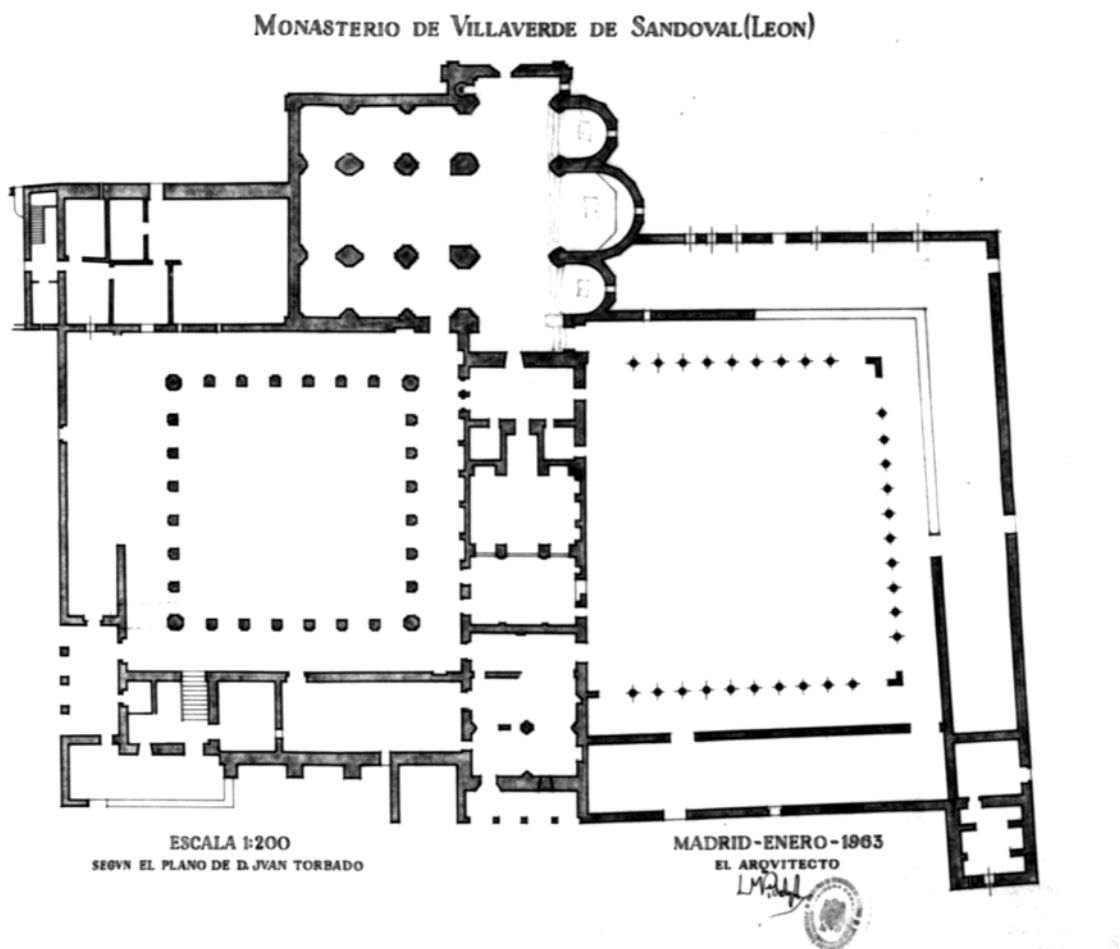 MONASTERIO DE VILLAVERDE DE SANDOVAL (LEON)
ESCALA 1:200
SEGVN EL PLANO DE D. JVAN TORBADO
MADRID-ENERO-1963
EL ARQVITECTO